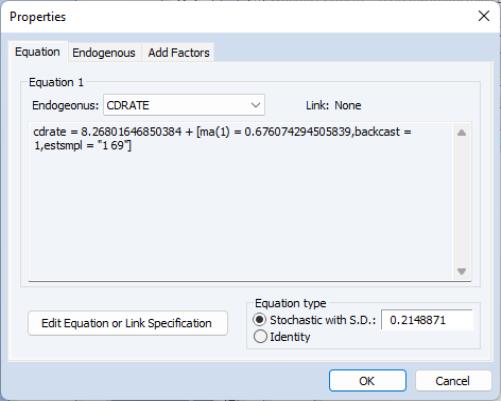 Properties
Equation Endogenous Add Factors
Equation 1
Endogeonus: CDRATE Link: None
cdrate = 8.26801646850384 + [ma(1) = 0.676074294505839,backcast =
1,estsmpl = "1 69"]
Edit Equation or Link Specification
Equation type
Stochastic with S.D.: 0.2148871
Identity
OK Cancel